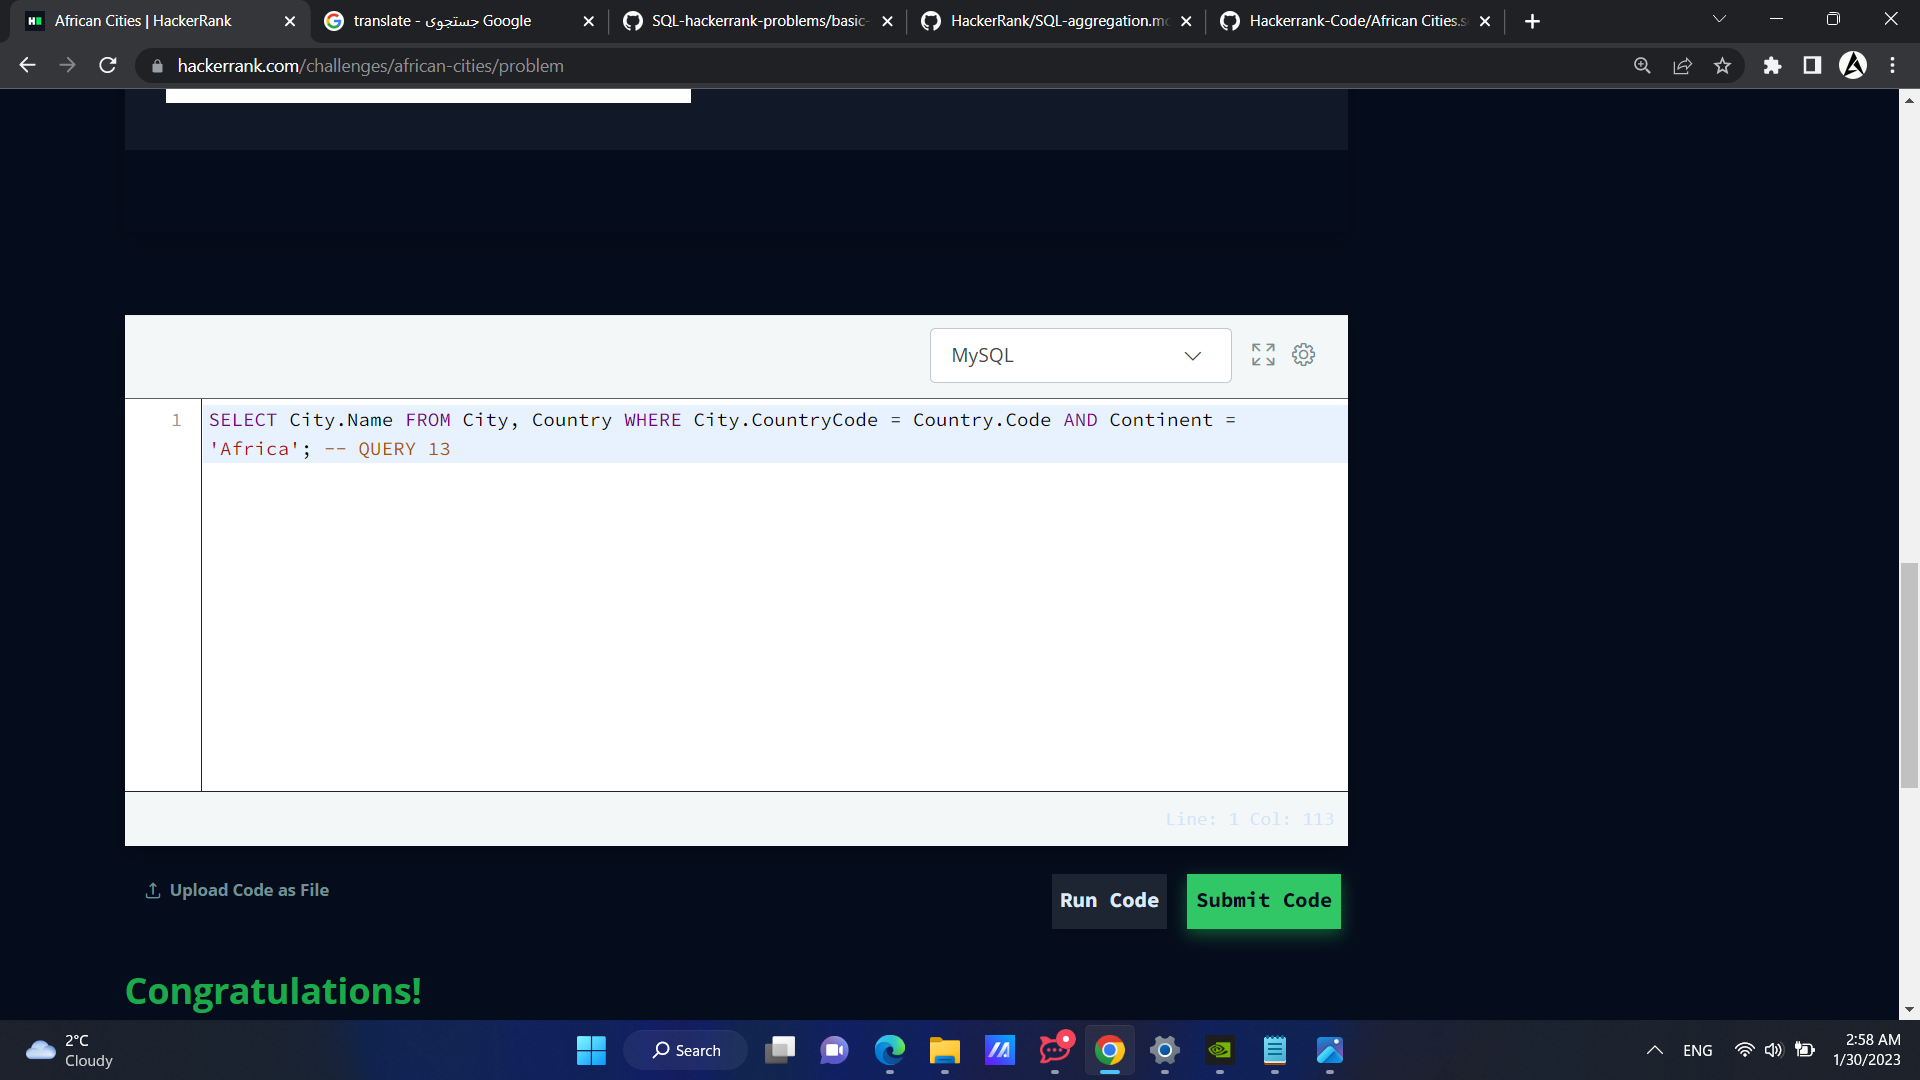 African Cities | HackerRank
translate - جستجوی Google
SQL-hackerrank-problems/basic-
HackerRank/SQL-aggregation.md
Hackerrank-Code/African Cities.s
hackerrank.com/challenges/african-cities/problem
MySQL
1 SELECT City.Name FROM City, Country WHERE City.CountryCode = Country.Code AND Continent =
'Africa'; -- QUERY 13
Line: 1 Col: 113
Upload Code as File
Run Code
Submit Code
Congratulations!
2°C
Cloudy
Search
ENG
2:58 AM
1/30/2023